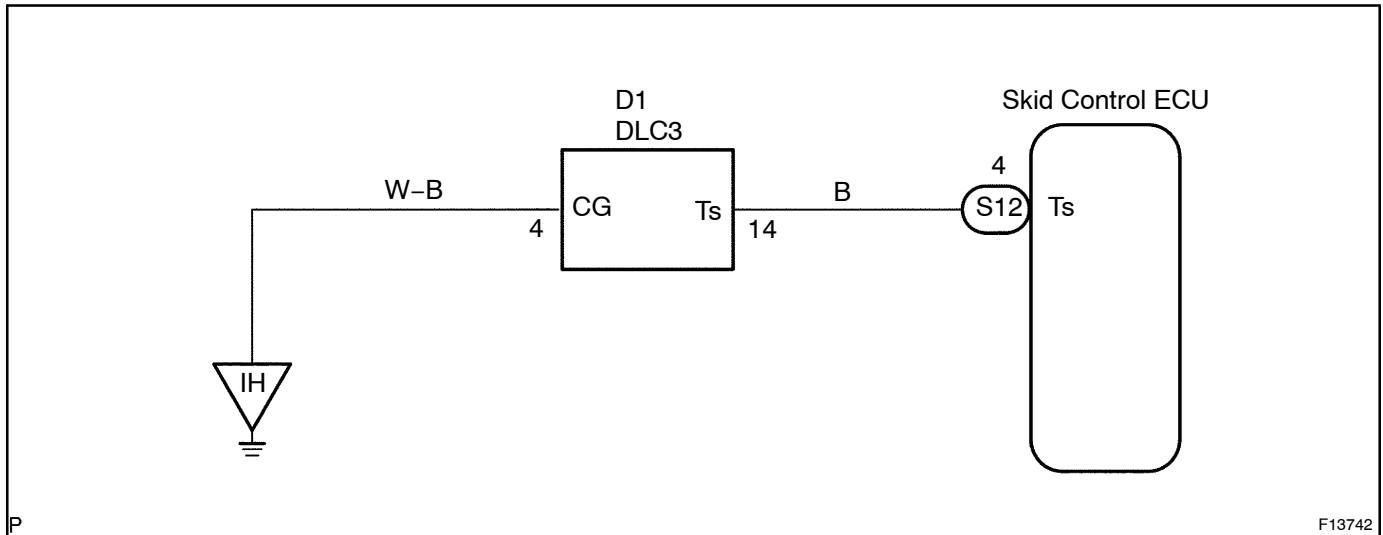 D1
DLC3
Skid Control ECU
4
W−B
CG
Ts
B
S12
Ts
4
14
IH
P
F13742